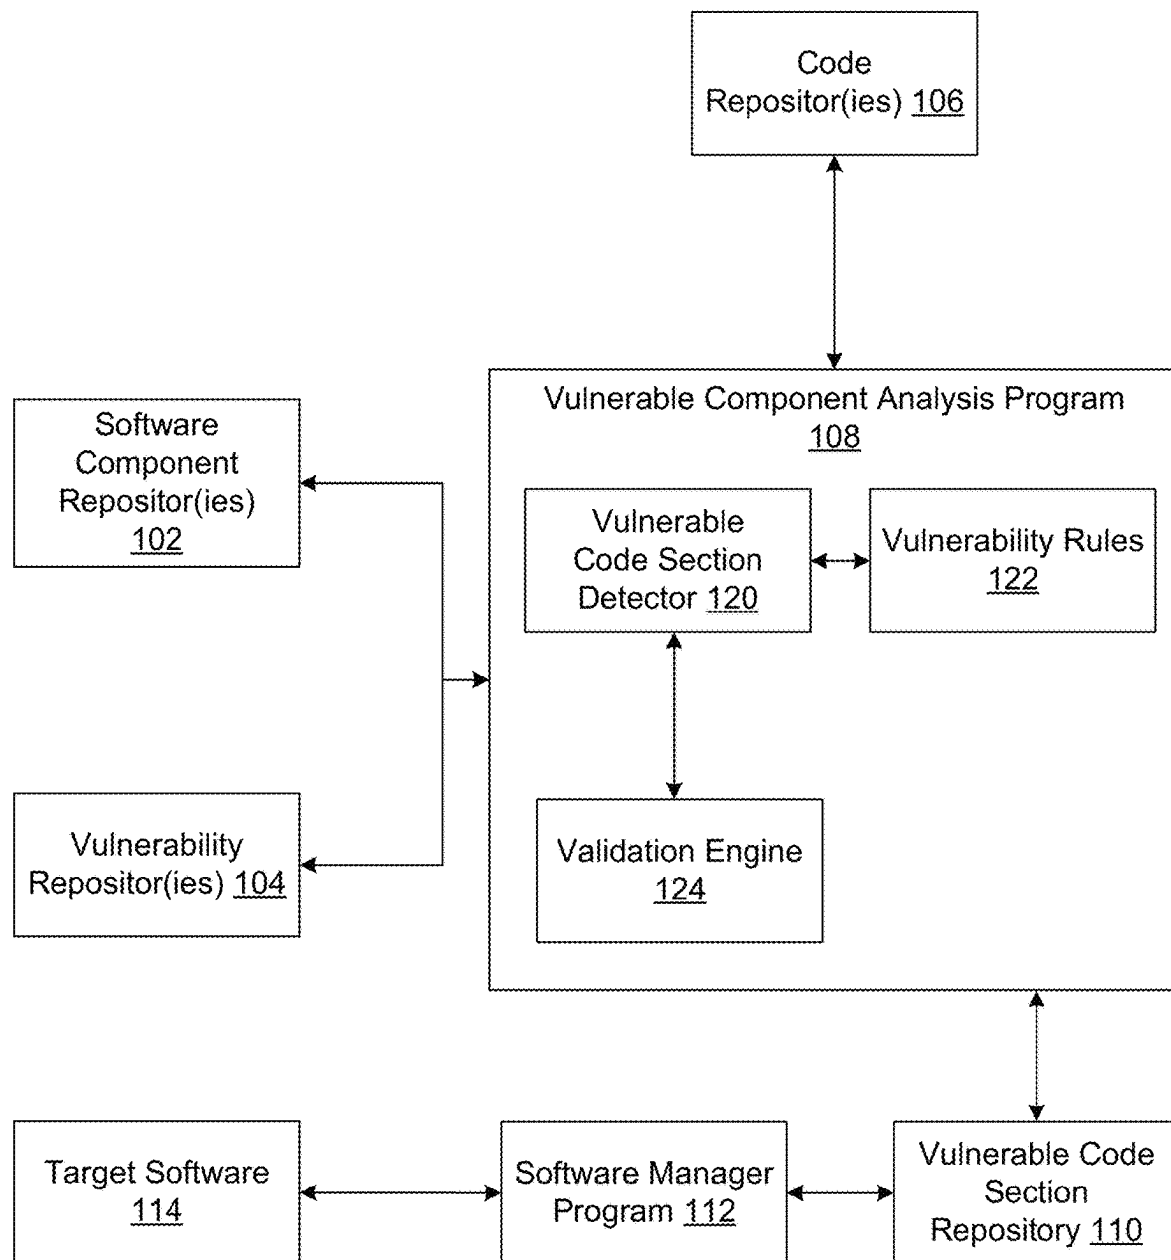 Code
Repositor(ies) 106
Vulnerable Component Analysis Program
108
Software
Component
Repositor(ies)
102
Vulnerable
Code Section
Detector 120
Vulnerability Rules
122
Vulnerability
Repositor(ies) 104
Validation Engine
124
Target Software
114
Software Manager
Program 112
Vulnerable Code
Section
Repository 110